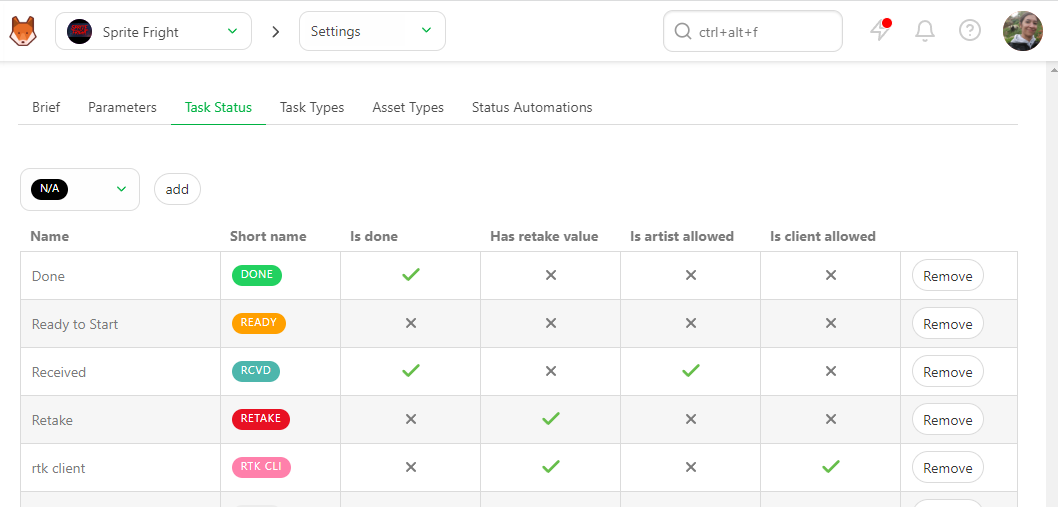 Sprite Fright Settings ctrl+alt+f
Brief Parameters Task Status Task Types Asset Types Status Automations
N/A add
Name Short name Is done Has retake value Is artist allowed Is client allowed
Done DONE Remove
Ready to Start READY Remove
Received RCVD Remove
Retake RETAKE Remove
rtk client RTK CLI Remove